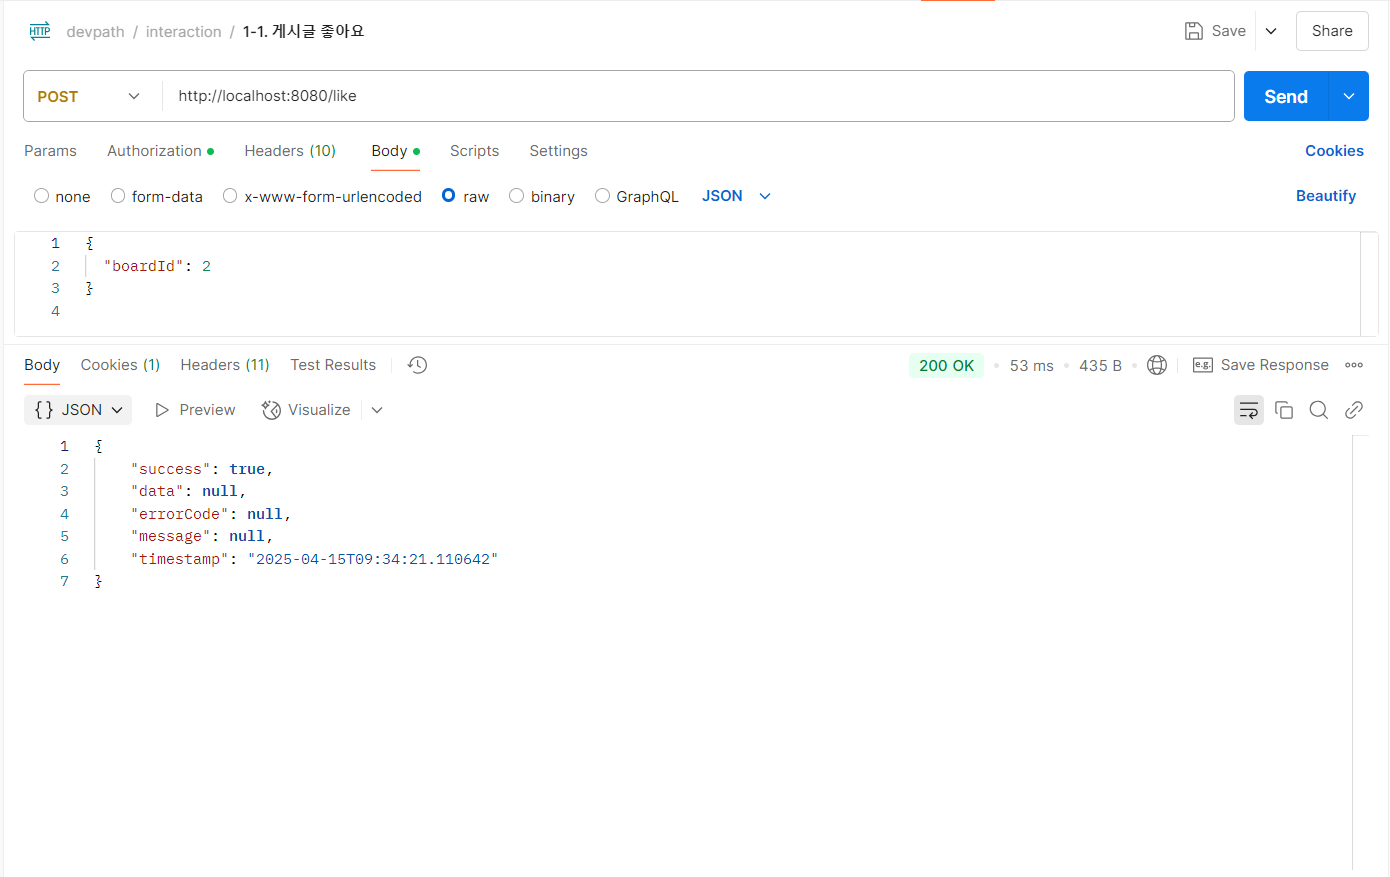 HTTP devpath / interaction / 1-1. 게시글 좋아요 Save Share
POST http://localhost:8080/like Send
Params Authorization Headers (10) Body Scripts Settings Cookies
none form-data x-www-form-urlencoded raw binary GraphQL JSON Beautify
1 {
2 "boardId": 2
3 }
4
Body Cookies (1) Headers (11) Test Results 200 OK 53 ms 435 B e.g. Save Response
{} JSON Preview Visualize
1 {
2 "success": true,
3 "data": null,
4 "errorCode": null,
5 "message": null,
6 "timestamp": "2025-04-15T09:34:21.110642"
7 }